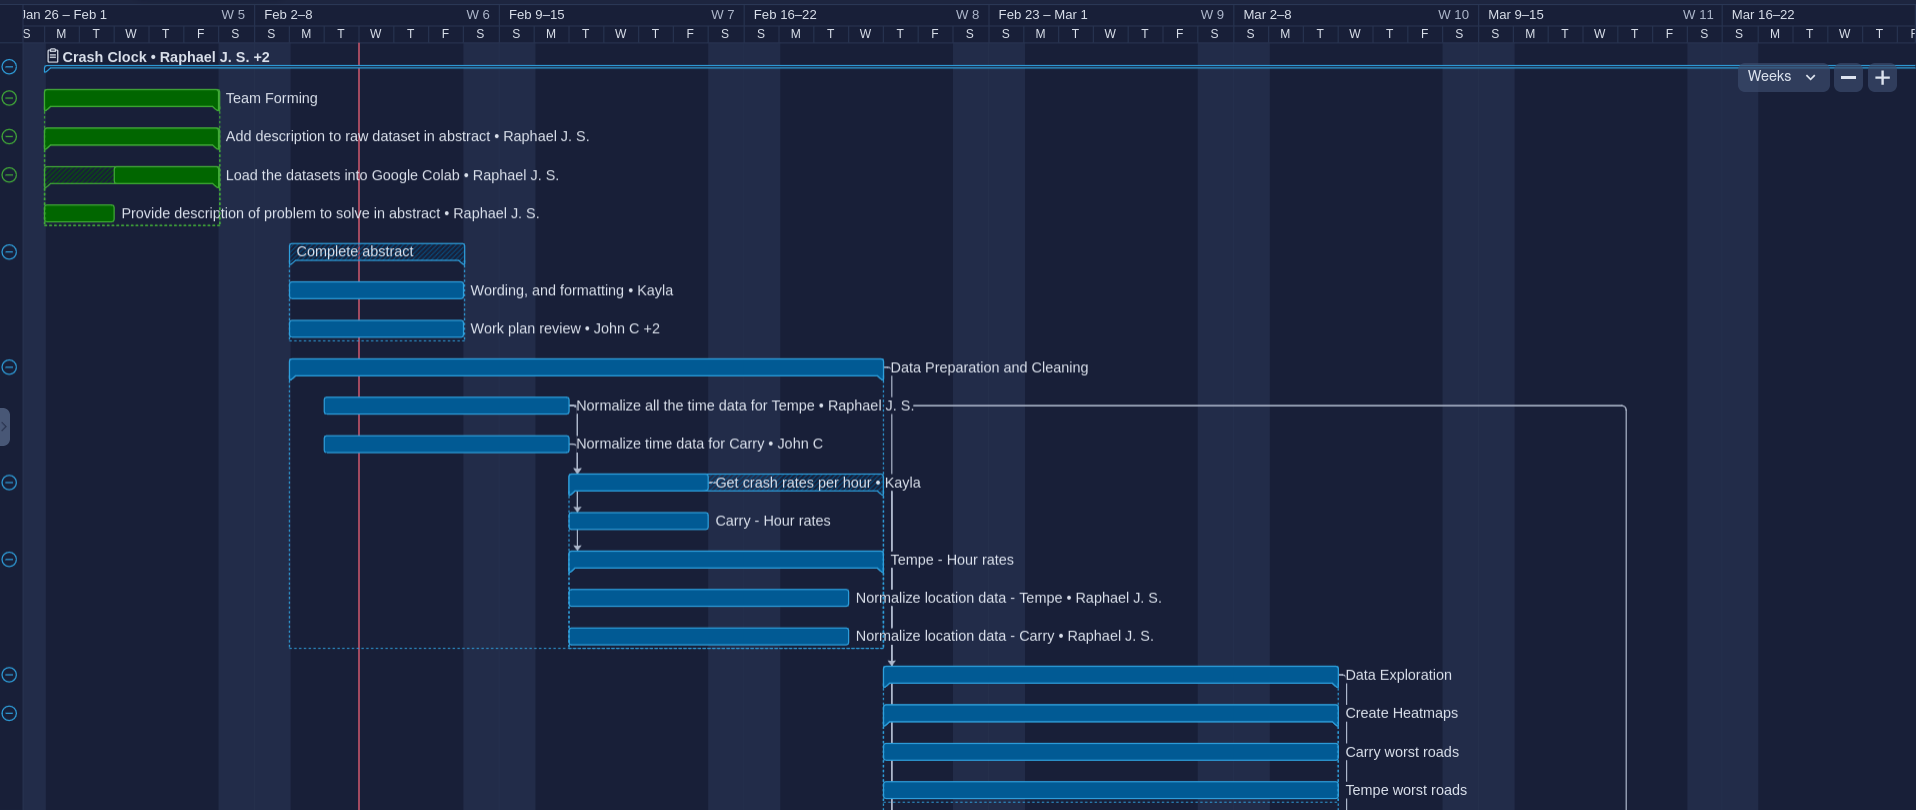 Jan 26 – Feb 1 W 5 Feb 2–8 W 6 Feb 9–15 W 7 Feb 16–22 W 8 Feb 23 – Mar 1 W 9 Mar 2–8 W 10 Mar 9–15 W 11 Mar 16–22
S M T W T F S S M T W T F S S M T W T F S S M T W T F S S M T W T F S S M T W T F S S M T W T F S S M T W T F
Crash Clock • Raphael J. S. +2
Weeks
Team Forming
Add description to raw dataset in abstract • Raphael J. S.
Load the datasets into Google Colab • Raphael J. S.
Provide description of problem to solve in abstract • Raphael J. S.
Complete abstract
Wording, and formatting • Kayla
Work plan review • John C +2
Data Preparation and Cleaning
Normalize all the time data for Tempe • Raphael J. S.
Normalize time data for Carry • John C
Get crash rates per hour • Kayla
Carry - Hour rates
Tempe - Hour rates
Normalize location data - Tempe • Raphael J. S.
Normalize location data - Carry • Raphael J. S.
Data Exploration
Create Heatmaps
Carry worst roads
Tempe worst roads